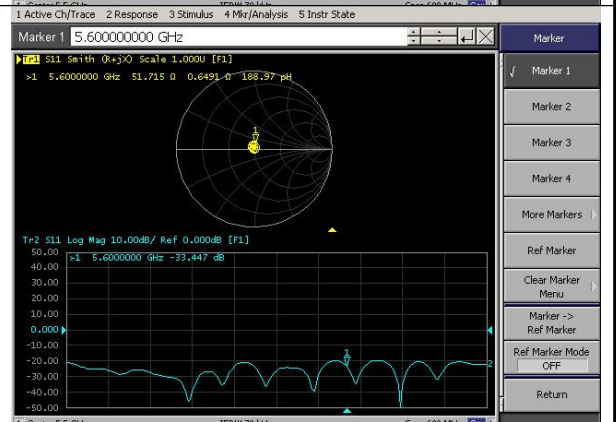 1 Active Ch/Trace 2 Response 3 Stimulus 4 Mkr/Analysis 5 Instr State
Marker 1 5.600000000 GHz
Tr1 S11 Smith (R+jX) Scale 1.000U [F1]
>1 5.6000000 GHz 51.715 Ω 0.6491 Ω 188.97 pH
1
Tr2 S11 Log Mag 10.00dB/ Ref 0.000dB [F1]
>1 5.6000000 GHz -33.447 dB
50.00
40.00
30.00
20.00
10.00
0.000
-10.00
-20.00
-30.00
-40.00
-50.00
1
2
Marker
√ Marker 1
Marker 2
Marker 3
Marker 4
More Markers
Ref Marker
Clear Marker
Menu
Marker ->
Ref Marker
Ref Marker Mode
OFF
Return